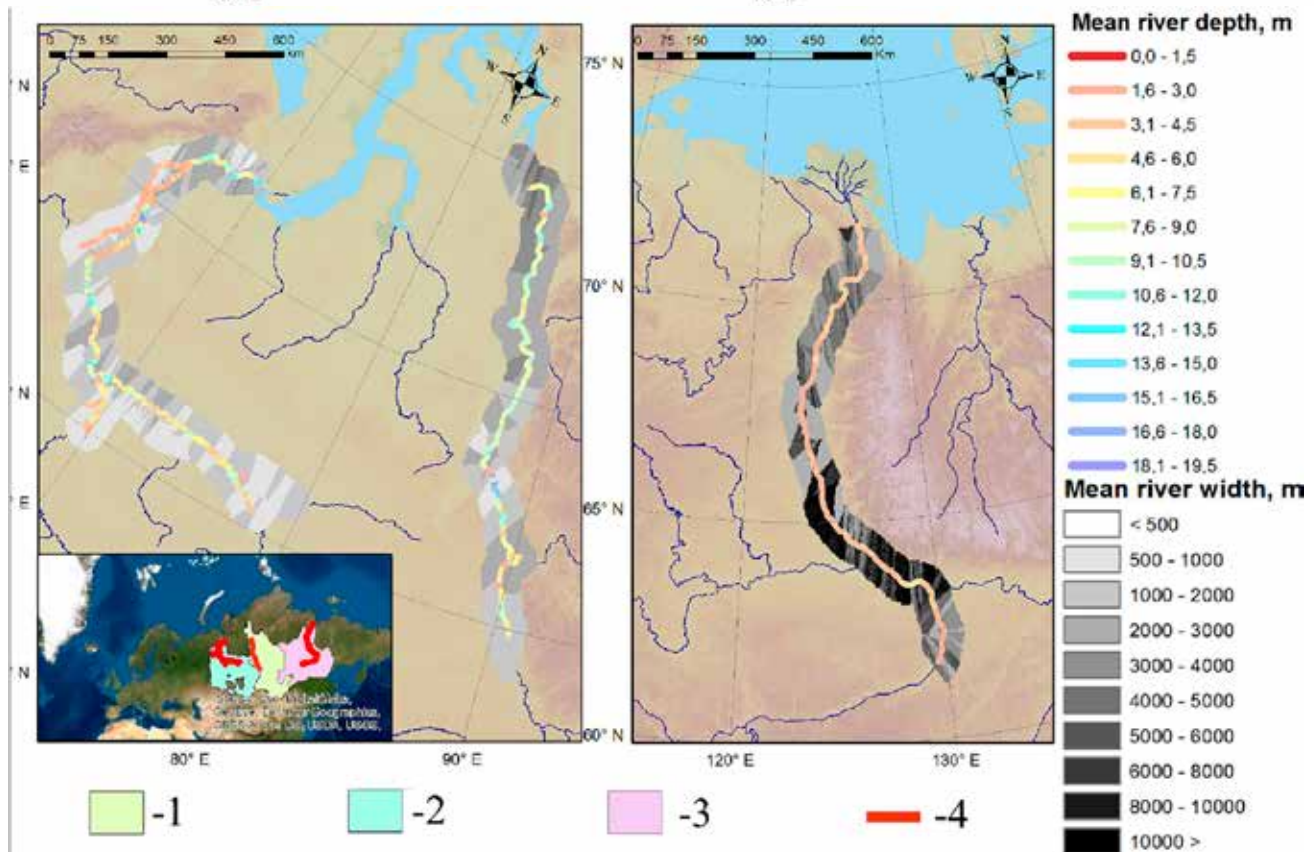 Mean river depth, m
0,0 - 1,5
1,6 - 3,0
3,1 - 4,5
4,6 - 6,0
6,1 - 7,5
7,6 - 9,0
9,1 - 10,5
10,6 - 12,0
12,1 - 13,5
13,6 - 15,0
15,1 - 16,5
16,6 - 18,0
18,1 - 19,5
Mean river width, m
< 500
500 - 1000
1000 - 2000
2000 - 3000
3000 - 4000
4000 - 5000
5000 - 6000
6000 - 8000
8000 - 10000
10000 >
0 75 150 300 450 600
Km
N
W E
S
0 75 150 300 450 600
Km
N
W E
S
N
E
N
E
N
E
N
75° N
70° N
65° N
60° N
80° E
90° E
120° E
130° E
-1
-2
-3
-4